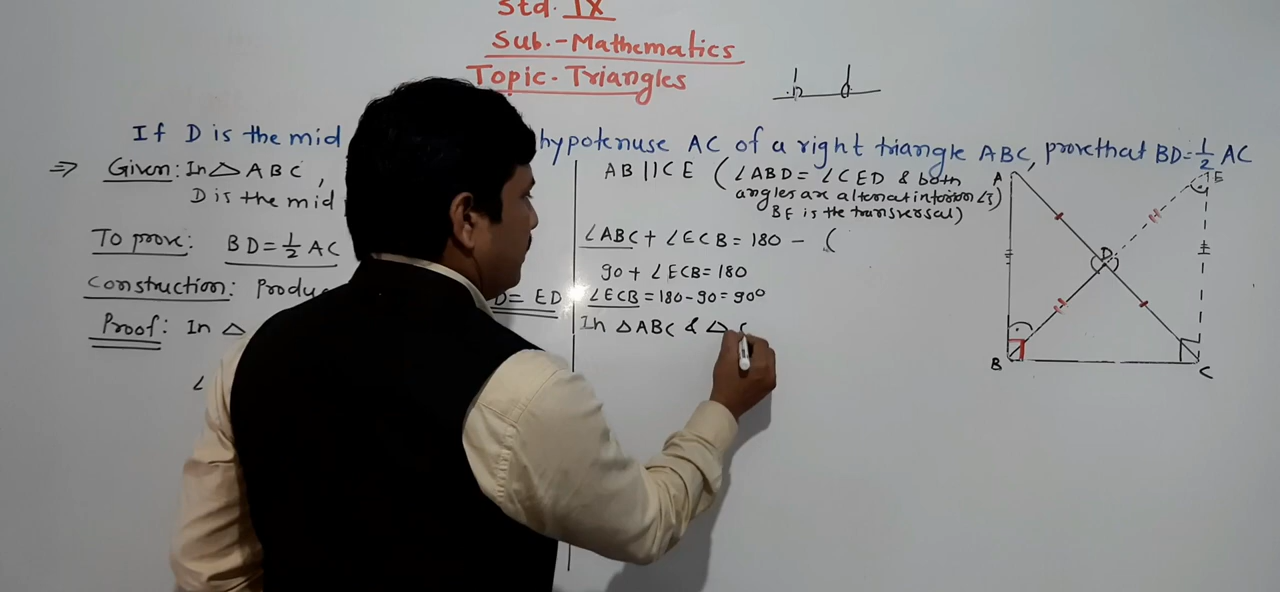 Std. IX
Sub.-Mathematics
Topic-Triangles
If D is the mid hypotenuse AC of a right triangle ABC, prove that BD=½ AC
⇒ Given: In △ABC,
D is the mid
To prove: BD=½ AC
Construction: Produ D= ED
Proof: In △
∠
AB||CE (∠ABD=∠CED & both
angles are alternat intorior ∠s)
BE is the transversal)
∠ABC+∠ECB=180 - (
90+∠ECB=180
∠ECB=180-90=90°
In △ABC & △
A
E
D
B
C